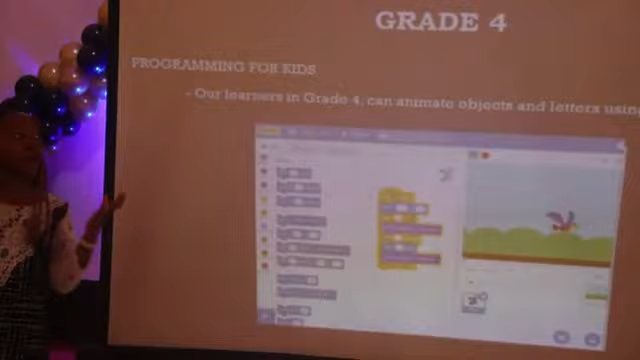 GRADE 4
PROGRAMMING FOR KIDS
- Our learners in Grade 4, can animate objects and letters using